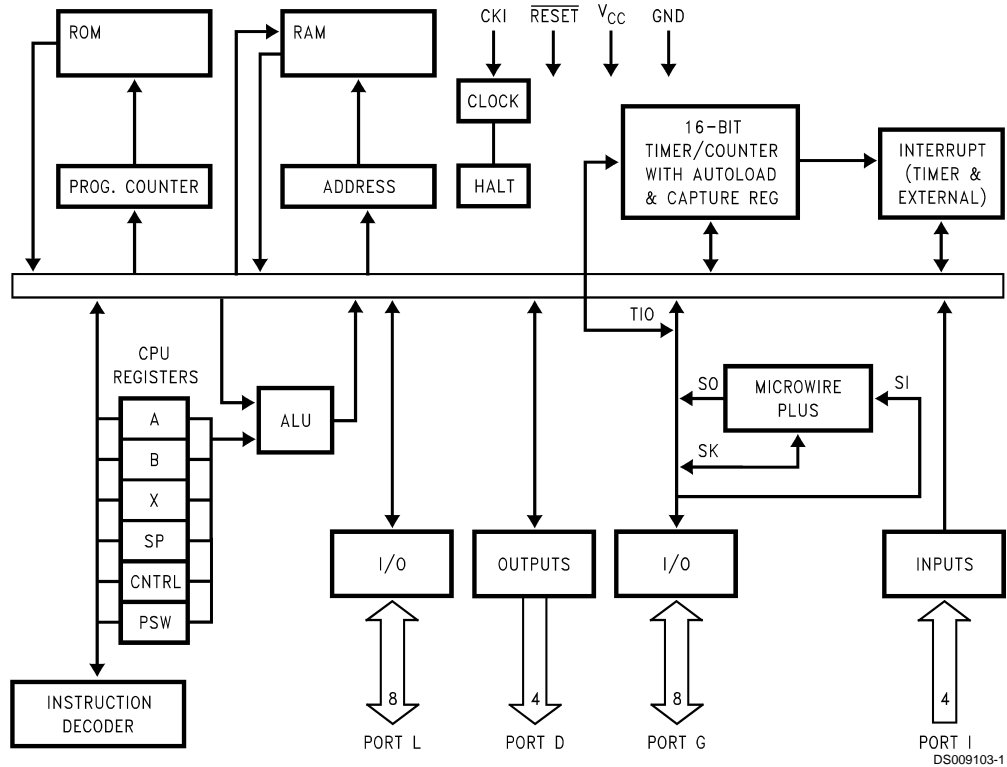 ROM
RAM
CKI
RESET
VCC
GND
CLOCK
16-BIT
TIMER/COUNTER
WITH AUTOLOAD
& CAPTURE REG
INTERRUPT
(TIMER &
EXTERNAL)
PROG. COUNTER
ADDRESS
HALT
TIO
CPU
REGISTERS
A
B
X
SP
CNTRL
PSW
ALU
SO
MICROWIRE
PLUS
SI
SK
I/O
OUTPUTS
I/O
INPUTS
INSTRUCTION
DECODER
8
4
8
4
PORT L
PORT D
PORT G
PORT I
DS009103-1